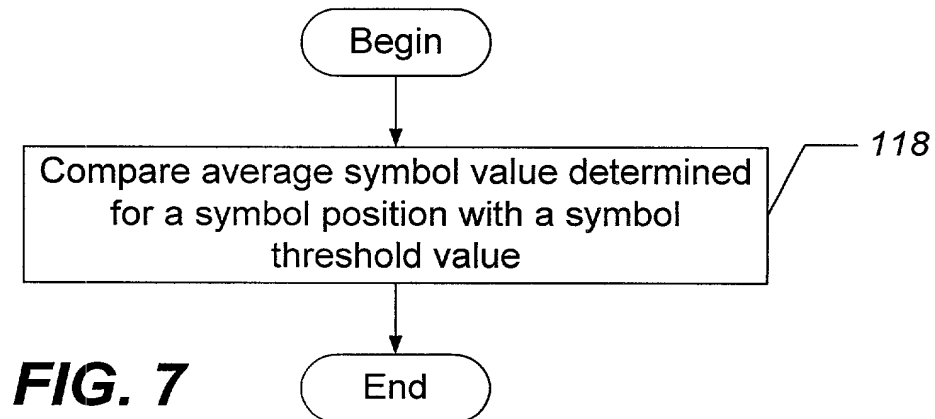 Begin
Compare average symbol value determined
for a symbol position with a symbol
threshold value
118
End
FIG. 7